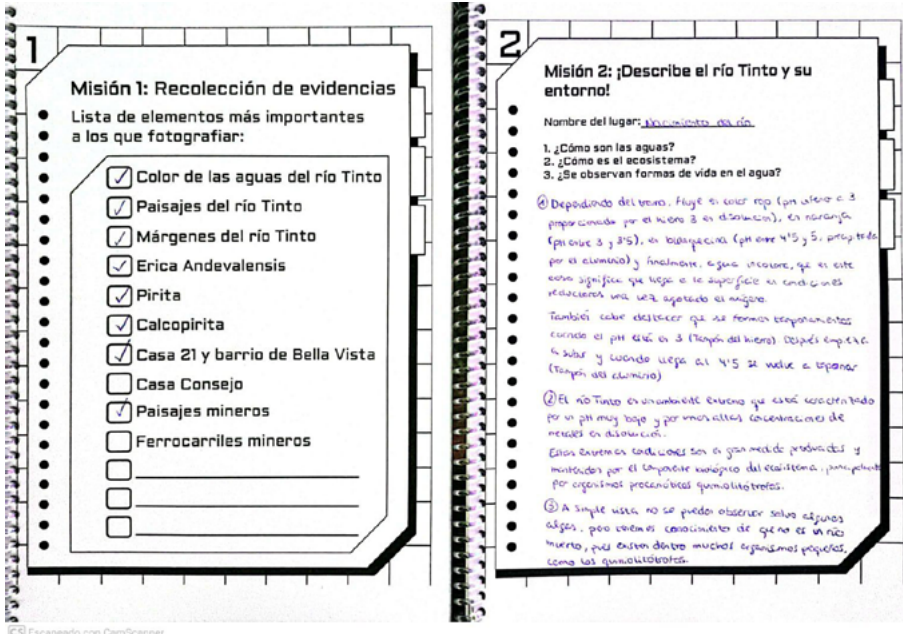 1
Misión 1: Recolección de evidencias
Lista de elementos más importantes
a los que fotografiar:
Color de las aguas del río Tinto
Paisajes del río Tinto
Márgenes del río Tinto
Erica Andevalensis
Pirita
Calcopirita
Casa 21 y barrio de Bella Vista
Casa Consejo
Paisajes mineros
Ferrocarriles mineros
2
Misión 2: ¡Describe el río Tinto y su
entorno!
Nombre del lugar: Nacimiento del río
1. ¿Cómo son las aguas?
2. ¿Cómo es el ecosistema?
3. ¿Se observan formas de vida en el agua?
① Dependiendo del tramo, fluye en color rojo (pH inferior a 3
proporcionado por el hierro 3 en disolución), en naranja
(pH entre 3 y 3'5), en blanquecina (pH entre 4'5 y 5, precipitada
por el aluminio) y finalmente, agua incolora, que en este
caso significa que llega a la superficie en condiciones
reductoras una vez agotado el oxígeno.
También cabe destacar que se forman taponamientos
cuando el pH está en 3 (Tampón del hierro). Después empieza
a subir y cuando llega al 4'5 se vuelve a taponar
(Tampón del aluminio)
② El río Tinto es un ambiente extremo que está caracterizado
por un pH muy bajo y por unas altas concentraciones de
metales en disolución.
Estas extremas condiciones son en gran medida producidas y
mantenidas por el componente biológico del ecosistema,
por organismos procarióticos quimiolitótrofos.
③ A simple vista no se pueden observar salvo algunas
algas, pero tenemos conocimiento de que no es un río
muerto, pues existen dentro muchos organismos pequeños,
como los quimiolitótrofos.
CS Escaneado con CamScanner